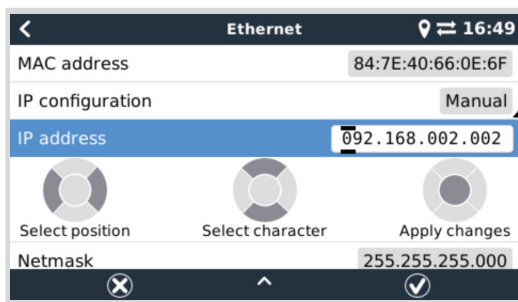 Ethernet 16:49
MAC address 84:7E:40:66:0E:6F
IP configuration Manual
IP address 092.168.002.002
Select position Select character Apply changes
Netmask 255.255.255.000